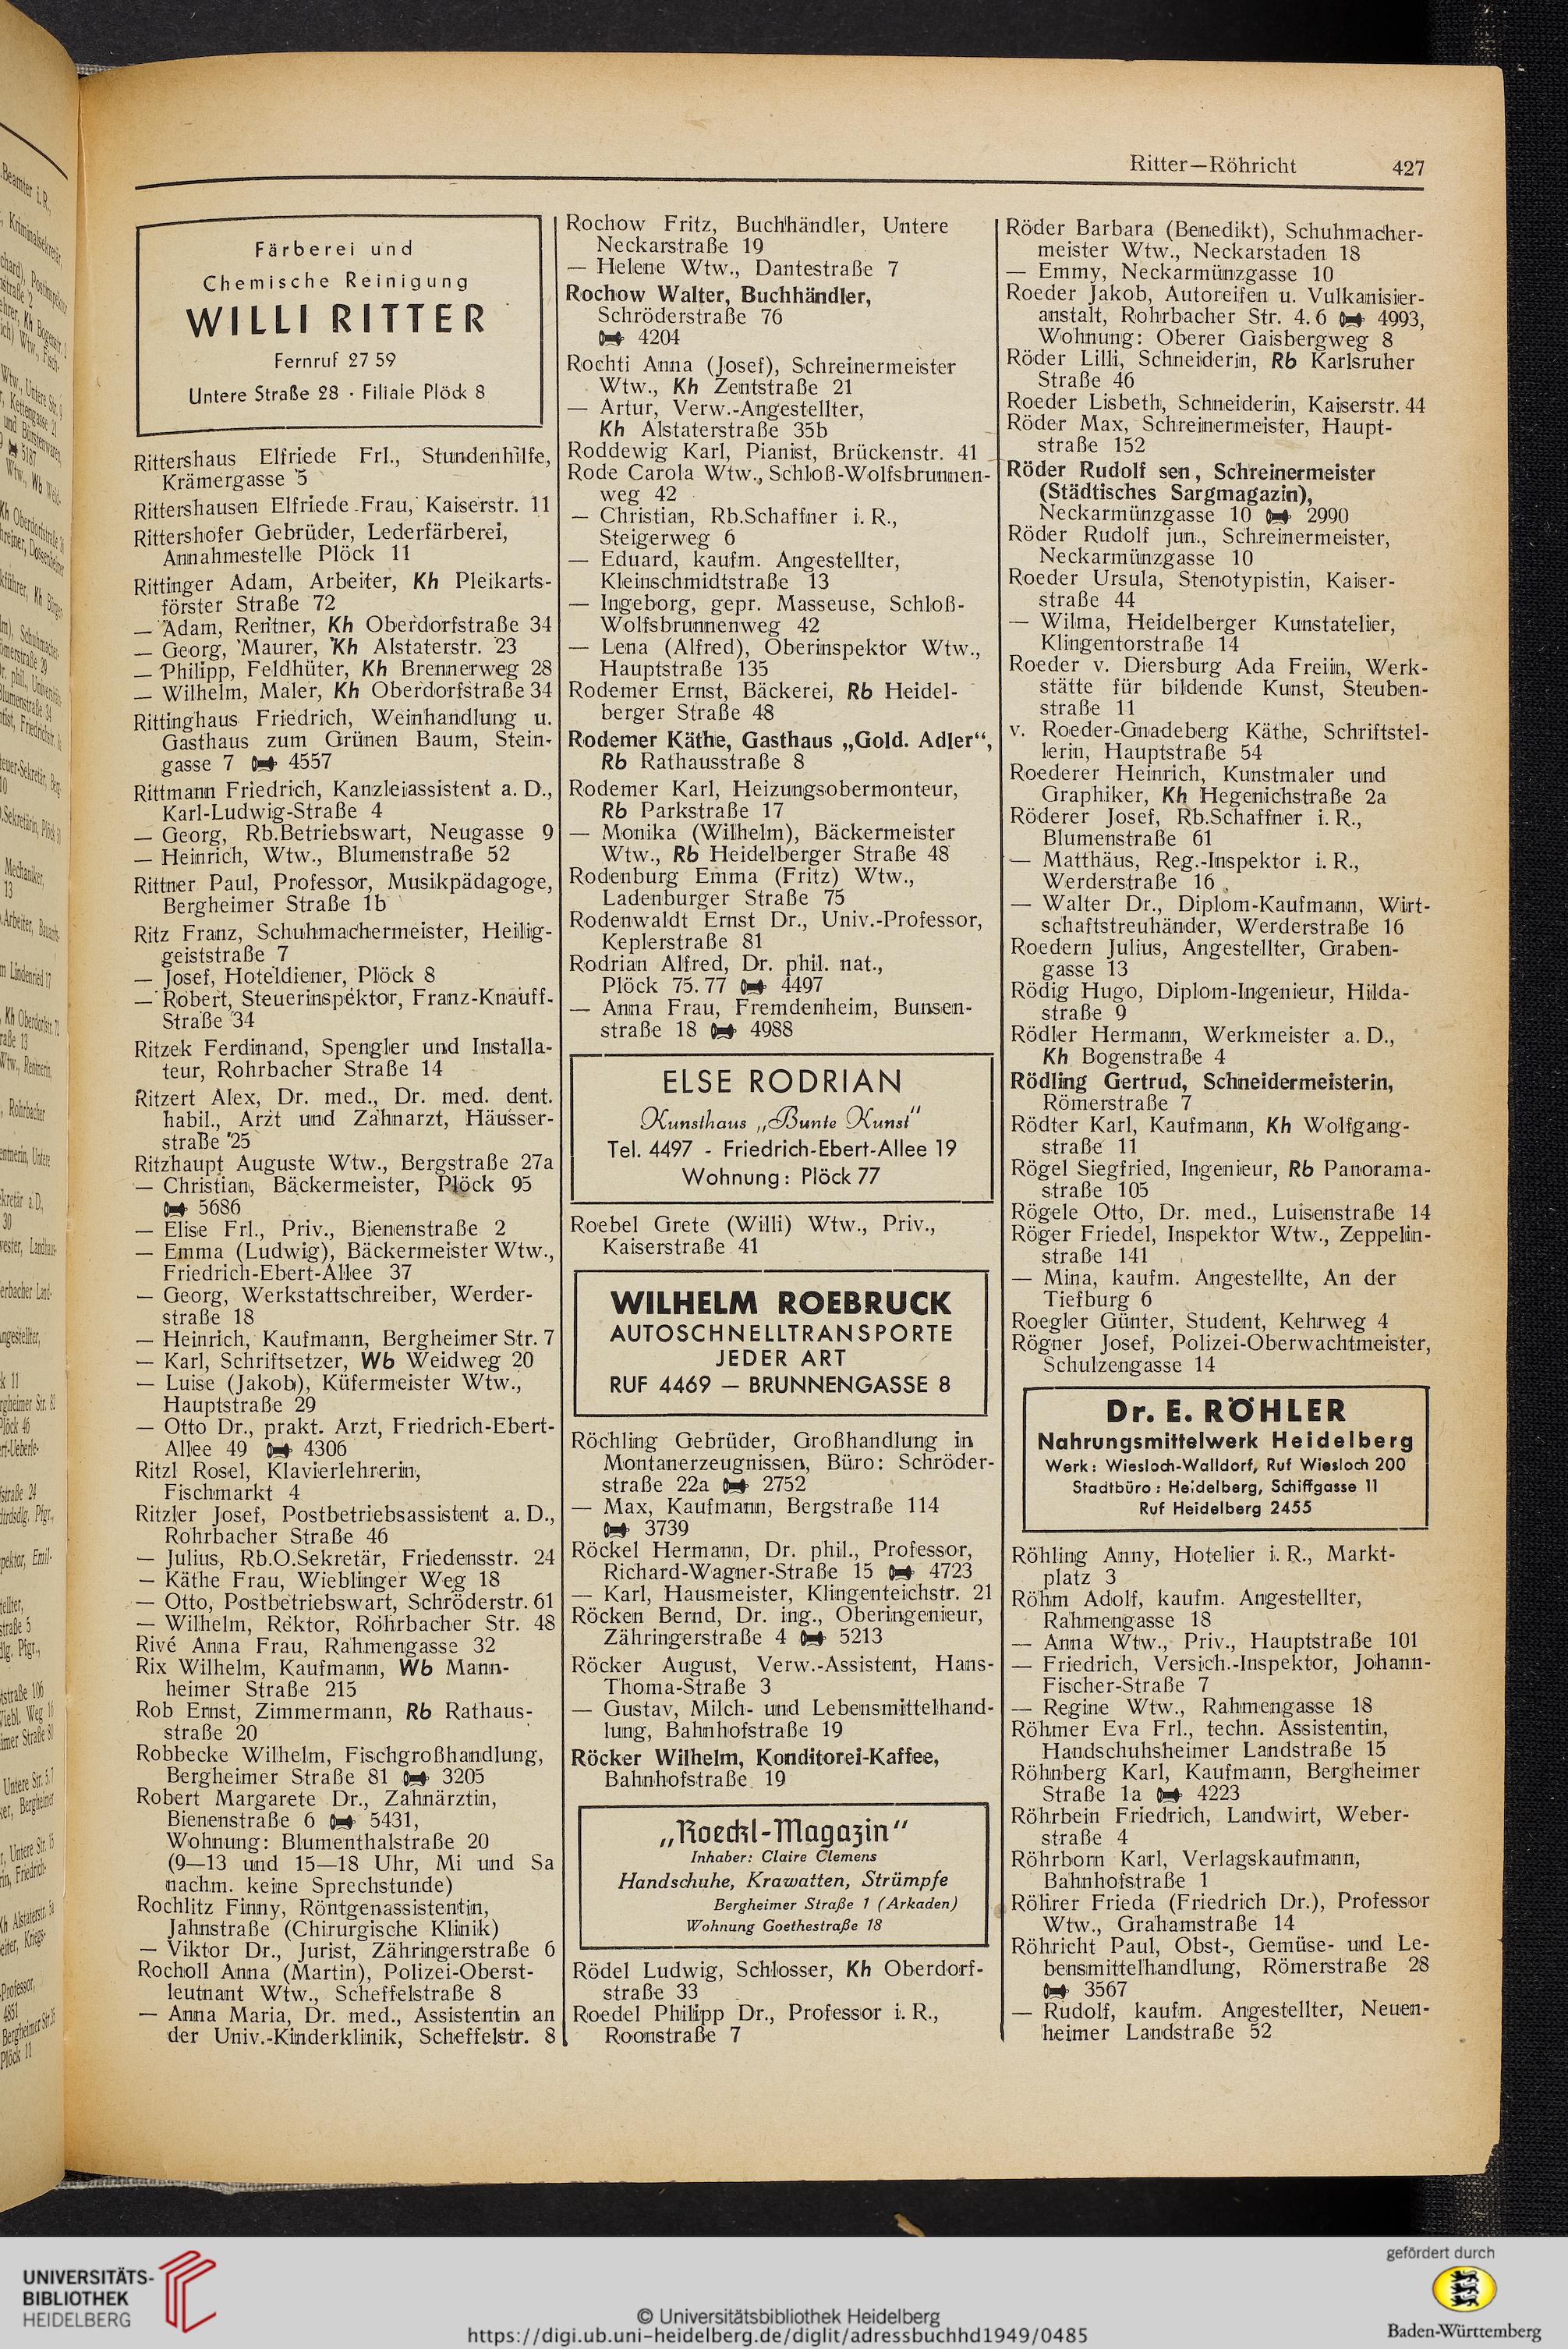 Ritter—Röhricht 427
Färberei und
Chemische Reinigung
WILLI RITTER
Fernruf 27 59
Untere Straße 28 · Filiale Plöck 8
Rittershaus Elfriede Frl., Stundenhilfe,
Krämergasse 5
Rittershausen Elfriede Frau, Kaiserstr. 11
Rittershofer Gebrüder, Lederfärberei,
Annahmestelle Plöck 11
Rittinger Adam, Arbeiter, Kh Pleikarts-
förster Straße 72
— Adam, Rentner, Kh Oberdorfstraße 34
— Georg, Maurer, Kh Alstaterstr. 23
— Philipp, Feldhüter, Kh Brennerweg 28
— Wilhelm, Maler, Kh Oberdorfstraße 34
Rittinghaus Friedrich, Weinhandlung u.
Gasthaus zum Grünen Baum, Stein-
gasse 7 4557
Rittmann Friedrich, Kanzleiassistent a. D.,
Karl-Ludwig-Straße 4
— Georg, Rb.Betriebswart, Neugasse 9
— Heinrich, Wtw., Blumenstraße 52
Rittner Paul, Professor, Musikpädagoge,
Bergheimer Straße 1b
Ritz Franz, Schuhmachermeister, Heilig-
geiststraße 7
— Josef, Hoteldiener, Plöck 8
— Robert, Steuerinspektor, Franz-Knauff-
Straße 34
Ritzek Ferdinand, Spengler und Installa-
teur, Rohrbacher Straße 14
Ritzert Alex, Dr. med., Dr. med. dent.
habil., Arzt und Zahnarzt, Häusser-
straße 25
Ritzhaupt Auguste Wtw., Bergstraße 27a
— Christian, Bäckermeister, Plöck 95
5686
— Elise Frl., Priv., Bienenstraße 2
— Emma (Ludwig), Bäckermeister Wtw.,
Friedrich-Ebert-Allee 37
— Georg, Werkstattschreiber, Werder-
straße 18
— Heinrich, Kaufmann, Bergheimer Str. 7
— Karl, Schriftsetzer, Wb Weidweg 20
— Luise (Jakob), Küfermeister Wtw.,
Hauptstraße 29
— Otto Dr., prakt. Arzt, Friedrich-Ebert-
Allee 49 4306
Ritzl Rosel, Klavierlehrerin,
Fischmarkt 4
Ritzler Josef, Postbetriebsassistent a. D.,
Rohrbacher Straße 46
— Julius, Rb.O.Sekretär, Friedensstr. 24
— Käthe Frau, Wieblinger Weg 18
— Otto, Postbetriebswart, Schröderstr. 61
— Wilhelm, Rektor, Rohrbacher Str. 48
Rivé Anna Frau, Rahmengasse 32
Rix Wilhelm, Kaufmann, Wb Mann-
heimer Straße 215
Rob Ernst, Zimmermann, Rb Rathaus-
straße 20
Robbecke Wilhelm, Fischgroßhandlung,
Bergheimer Straße 81 3205
Robert Margarete Dr., Zahnärztin,
Bienenstraße 6 5431,
Wohnung: Blumenthalstraße 20
(9—13 und 15—18 Uhr, Mi und Sa
nachm. keine Sprechstunde)
Rochlitz Finny, Röntgenassistentin,
Jahnstraße (Chirurgische Klinik)
— Viktor Dr., Jurist, Zähringerstraße 6
Rocholl Anna (Martin), Polizei-Oberst-
leutnant Wtw., Scheffelstraße 8
— Anna Maria, Dr. med., Assistentin an
der Univ.-Kinderklinik, Scheffelstr. 8
Rochow Fritz, Buchhändler, Untere
Neckarstraße 19
— Helene Wtw., Dantestraße 7
Rochow Walter, Buchhändler,
Schröderstraße 76
4204
Rochti Anna (Josef), Schreinermeister
Wtw., Kh Zentstraße 21
— Artur, Verw.-Angestellter,
Kh Alstaterstraße 35b
Roddewig Karl, Pianist, Brückenstr. 41
Rode Carola Wtw., Schloß-Wolfsbrunnen-
weg 42
— Christian, Rb.Schaffner i. R.,
Steigerweg 6
— Eduard, kaufm. Angestellter,
Kleinschmidtstraße 13
— Ingeborg, gepr. Masseuse, Schloß-
Wolfsbrunnenweg 42
— Lena (Alfred), Oberinspektor Wtw.,
Hauptstraße 135
Rodemer Ernst, Bäckerei, Rb Heidel-
berger Straße 48
Rodemer Käthe, Gasthaus „Gold. Adler“,
Rb Rathausstraße 8
Rodemer Karl, Heizungsobermonteur,
Rb Parkstraße 17
— Monika (Wilhelm), Bäckermeister
Wtw., Rb Heidelberger Straße 48
Rodenburg Emma (Fritz) Wtw.,
Ladenburger Straße 75
Rodenwaldt Ernst Dr., Univ.-Professor,
Keplerstraße 81
Rodrian Alfred, Dr. phil. nat.,
Plöck 75. 77 4497
— Anna Frau, Fremdenheim, Bunsen-
straße 18 4988
ELSE RODRIAN
Kunsthaus „Bunte Kunst“
Tel. 4497 - Friedrich-Ebert-Allee 19
Wohnung: Plöck 77
Roebel Grete (Willi) Wtw., Priv.,
Kaiserstraße 41
WILHELM ROEBRUCK
AUTOSCHNELLTRANSPORTE
JEDER ART
RUF 4469 — BRUNNENGASSE 8
Röchling Gebrüder, Großhandlung in
Montanerzeugnissen, Büro: Schröder-
straße 22a 2752
— Max, Kaufmann, Bergstraße 114
3739
Röckel Hermann, Dr. phil., Professor,
Richard-Wagner-Straße 15 4723
— Karl, Hausmeister, Klingenteichstr. 21
Röcken Bernd, Dr. ing., Oberingenieur,
Zähringerstraße 4 5213
Röcker August, Verw.-Assistent, Hans-
Thoma-Straße 3
— Gustav, Milch- und Lebensmittelhand-
lung, Bahnhofstraße 19
Röcker Wilhelm, Konditorei-Kaffee,
Bahnhofstraße 19
„Roeckl-Magazin“
Inhaber: Claire Clemens
Handschuhe, Krawatten, Strümpfe
Bergheimer Straße 1 (Arkaden)
Wohnung Goethestraße 18
Rödel Ludwig, Schlosser, Kh Oberdorf-
straße 33
Roedel Philipp Dr., Professor i. R.,
Roonstraße 7
Röder Barbara (Benedikt), Schuhmacher-
meister Wtw., Neckarstaden 18
— Emmy, Neckarmünzgasse 10
Roeder Jakob, Autoreifen u. Vulkanisier-
anstalt, Rohrbacher Str. 4. 6 4993,
Wohnung: Oberer Gaisbergweg 8
Röder Lilli, Schneiderin, Rb Karlsruher
Straße 46
Roeder Lisbeth, Schneiderin, Kaiserstr. 44
Röder Max, Schreinermeister, Haupt-
straße 152
Röder Rudolf sen, Schreinermeister
(Städtisches Sargmagazin),
Neckarmünzgasse 10 2990
Röder Rudolf jun., Schreinermeister,
Neckarmünzgasse 10
Roeder Ursula, Stenotypistin, Kaiser-
straße 44
— Wilma, Heidelberger Kunstatelier,
Klingentorstraße 14
Roeder v. Diersburg Ada Freiin, Werk-
stätte für bildende Kunst, Steuben-
straße 11
v. Roeder-Gnadeberg Käthe, Schriftstel-
lerin, Hauptstraße 54
Roederer Heinrich, Kunstmaler und
Graphiker, Kh Hegenichstraße 2a
Röderer Josef, Rb.Schaffner i. R.,
Blumenstraße 61
— Matthäus, Reg.-Inspektor i. R.,
Werderstraße 16
— Walter Dr., Diplom-Kaufmann, Wirt-
schaftstreuhänder, Werderstraße 16
Roedern Julius, Angestellter, Graben-
gasse 13
Rödig Hugo, Diplom-Ingenieur, Hilda-
straße 9
Rödler Hermann, Werkmeister a. D.,
Kh Bogenstraße 4
Rödling Gertrud, Schneidermeisterin,
Römerstraße 7
Rödter Karl, Kaufmann, Kh Wolfgang-
straße 11
Rögel Siegfried, Ingenieur, Rb Panorama-
straße 105
Rögele Otto, Dr. med., Luisenstraße 14
Röger Friedel, Inspektor Wtw., Zeppelin-
straße 141
— Mina, kaufm. Angestellte, An der
Tiefburg 6
Roegler Günter, Student, Kehrweg 4
Rögner Josef, Polizei-Oberwachtmeister,
Schulzengasse 14
Dr. E. RÖHLER
Nahrungsmittelwerk Heidelberg
Werk: Wiesloch-Walldorf, Ruf Wiesloch 200
Stadtbüro: Heidelberg, Schiffgasse 11
Ruf Heidelberg 2455
Röhling Anny, Hotelier i. R., Markt-
platz 3
Röhm Adolf, kaufm. Angestellter,
Rahmengasse 18
— Anna Wtw., Priv., Hauptstraße 101
— Friedrich, Versich.-Inspektor, Johann-
Fischer-Straße 7
— Regine Wtw., Rahmengasse 18
Röhmer Eva Frl., techn. Assistentin,
Handschuhsheimer Landstraße 15
Röhnberg Karl, Kaufmann, Bergheimer
Straße 1a 4223
Röhrbein Friedrich, Landwirt, Weber-
straße 4
Röhrborn Karl, Verlagskaufmann,
Bahnhofstraße 1
Röhrer Frieda (Friedrich Dr.), Professor
Wtw., Grahamstraße 14
Röhricht Paul, Obst-, Gemüse- und Le-
bensmittelhandlung, Römerstraße 28
3567
— Rudolf, kaufm. Angestellter, Neuen-
heimer Landstraße 52
UNIVERSITÄTS-
BIBLIOTHEK
HEIDELBERG
© Universitätsbibliothek Heidelberg
https://digi.ub.uni-heidelberg.de/diglit/adressbuchhd1949/0485
gefördert durch
Baden-Württemberg